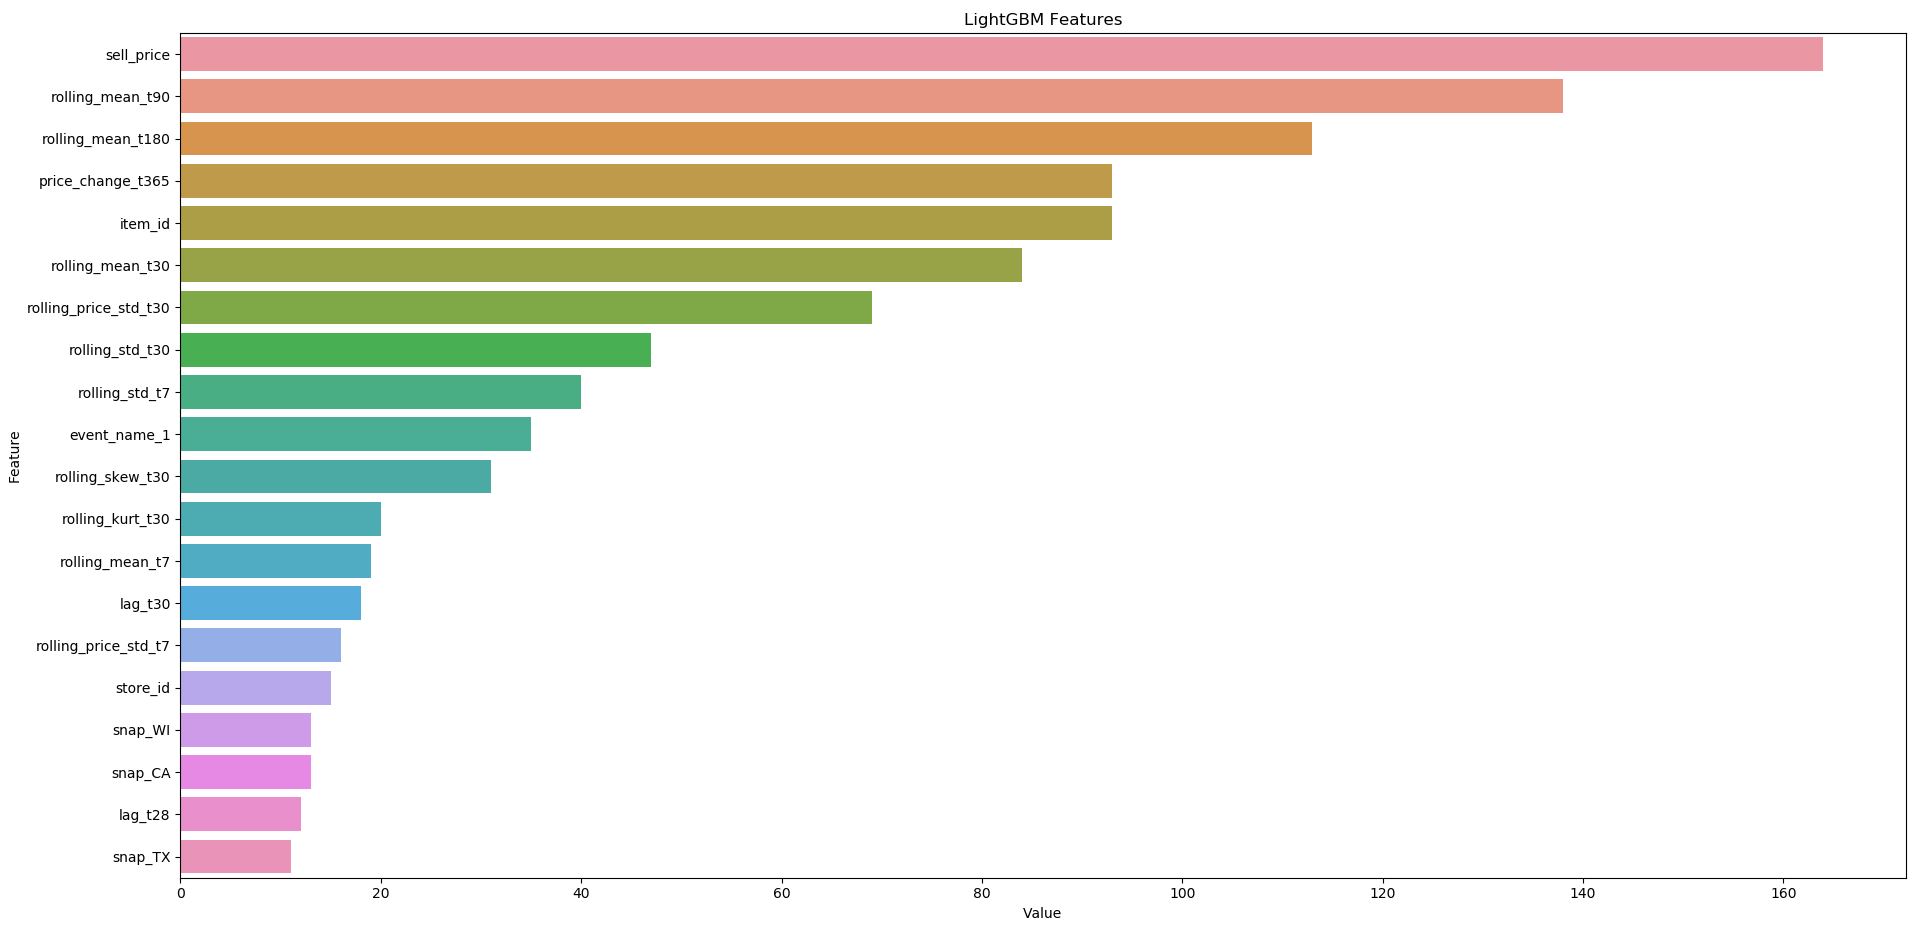 LightGBM Features
sell_price
rolling_mean_t90
rolling_mean_t180
price_change_t365
item_id
rolling_mean_t30
rolling_price_std_t30
rolling_std_t30
rolling_std_t7
event_name_1
rolling_skew_t30
rolling_kurt_t30
rolling_mean_t7
lag_t30
rolling_price_std_t7
store_id
snap_WI
snap_CA
lag_t28
snap_TX
Feature
0 20 40 60 80 100 120 140 160
Value